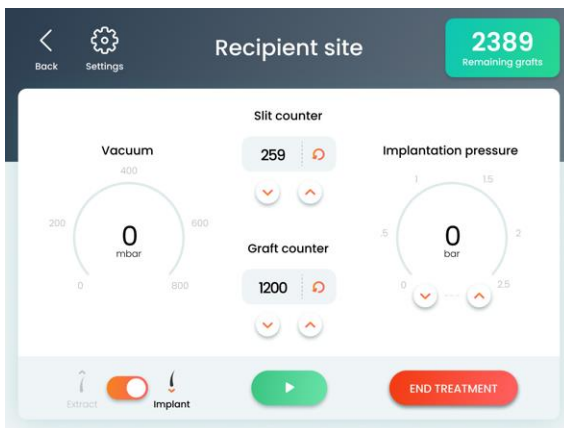 Back
Settings
Recipient site
2389
Remaining grafts
Vacuum
400
200
600
0
mbar
0
800
Slit counter
259
Graft counter
1200
Implantation pressure
1
1.5
.5
2
0
bar
0
2.5
Extract
Implant
END TREATMENT